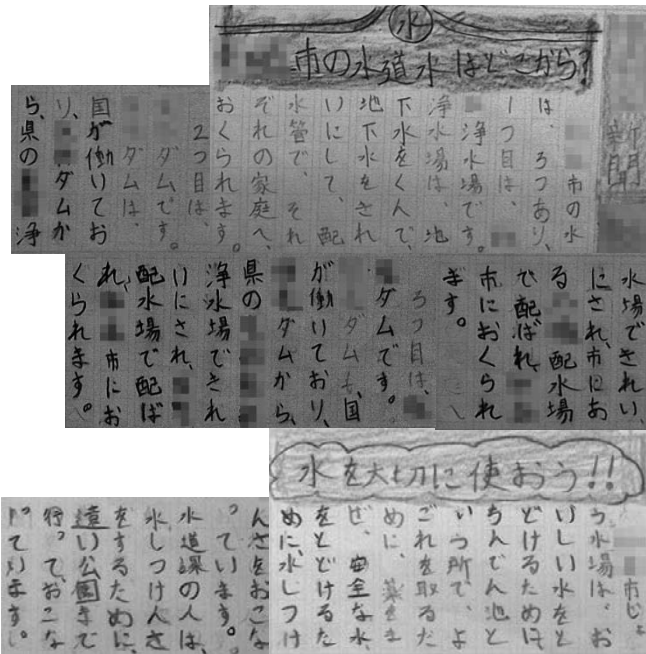 新聞
水
市の水道水はどこから?
市の水
は、3つあり、
1つ目は、
浄水場です。
浄水場は、地
下水をくんで、
地下水をきれ
いにして、配
水管で、それ
ぞれの家庭へ、
おくられます。
2つ目は、
ダムです。
ダムは、
国が働いてお
り、ダムか
ら、県の浄
水場できれい
にされ、市にお
る配水場
で配ばれ、
市におくられ
ます。
3つ目は、
ダムです。
ダムも、国
が働いており、
ダムから、
県の
浄水場できれ
いにされ、
配水場で配ば
れ、市にお
くられます。
水を大切に使おう!!
市じょ
う水場は、お
いしい水をと
どけるために
ちんでん池と
いう所で、よ
ごれを取るた
めに、薬をま
ぜ、安全な水
をとどけるた
めに、水しつけ
んさをおこな
っています。
水道課の人は、
水しつけんさ
をするために、
遠い公園まで
行って、おこな
っています。